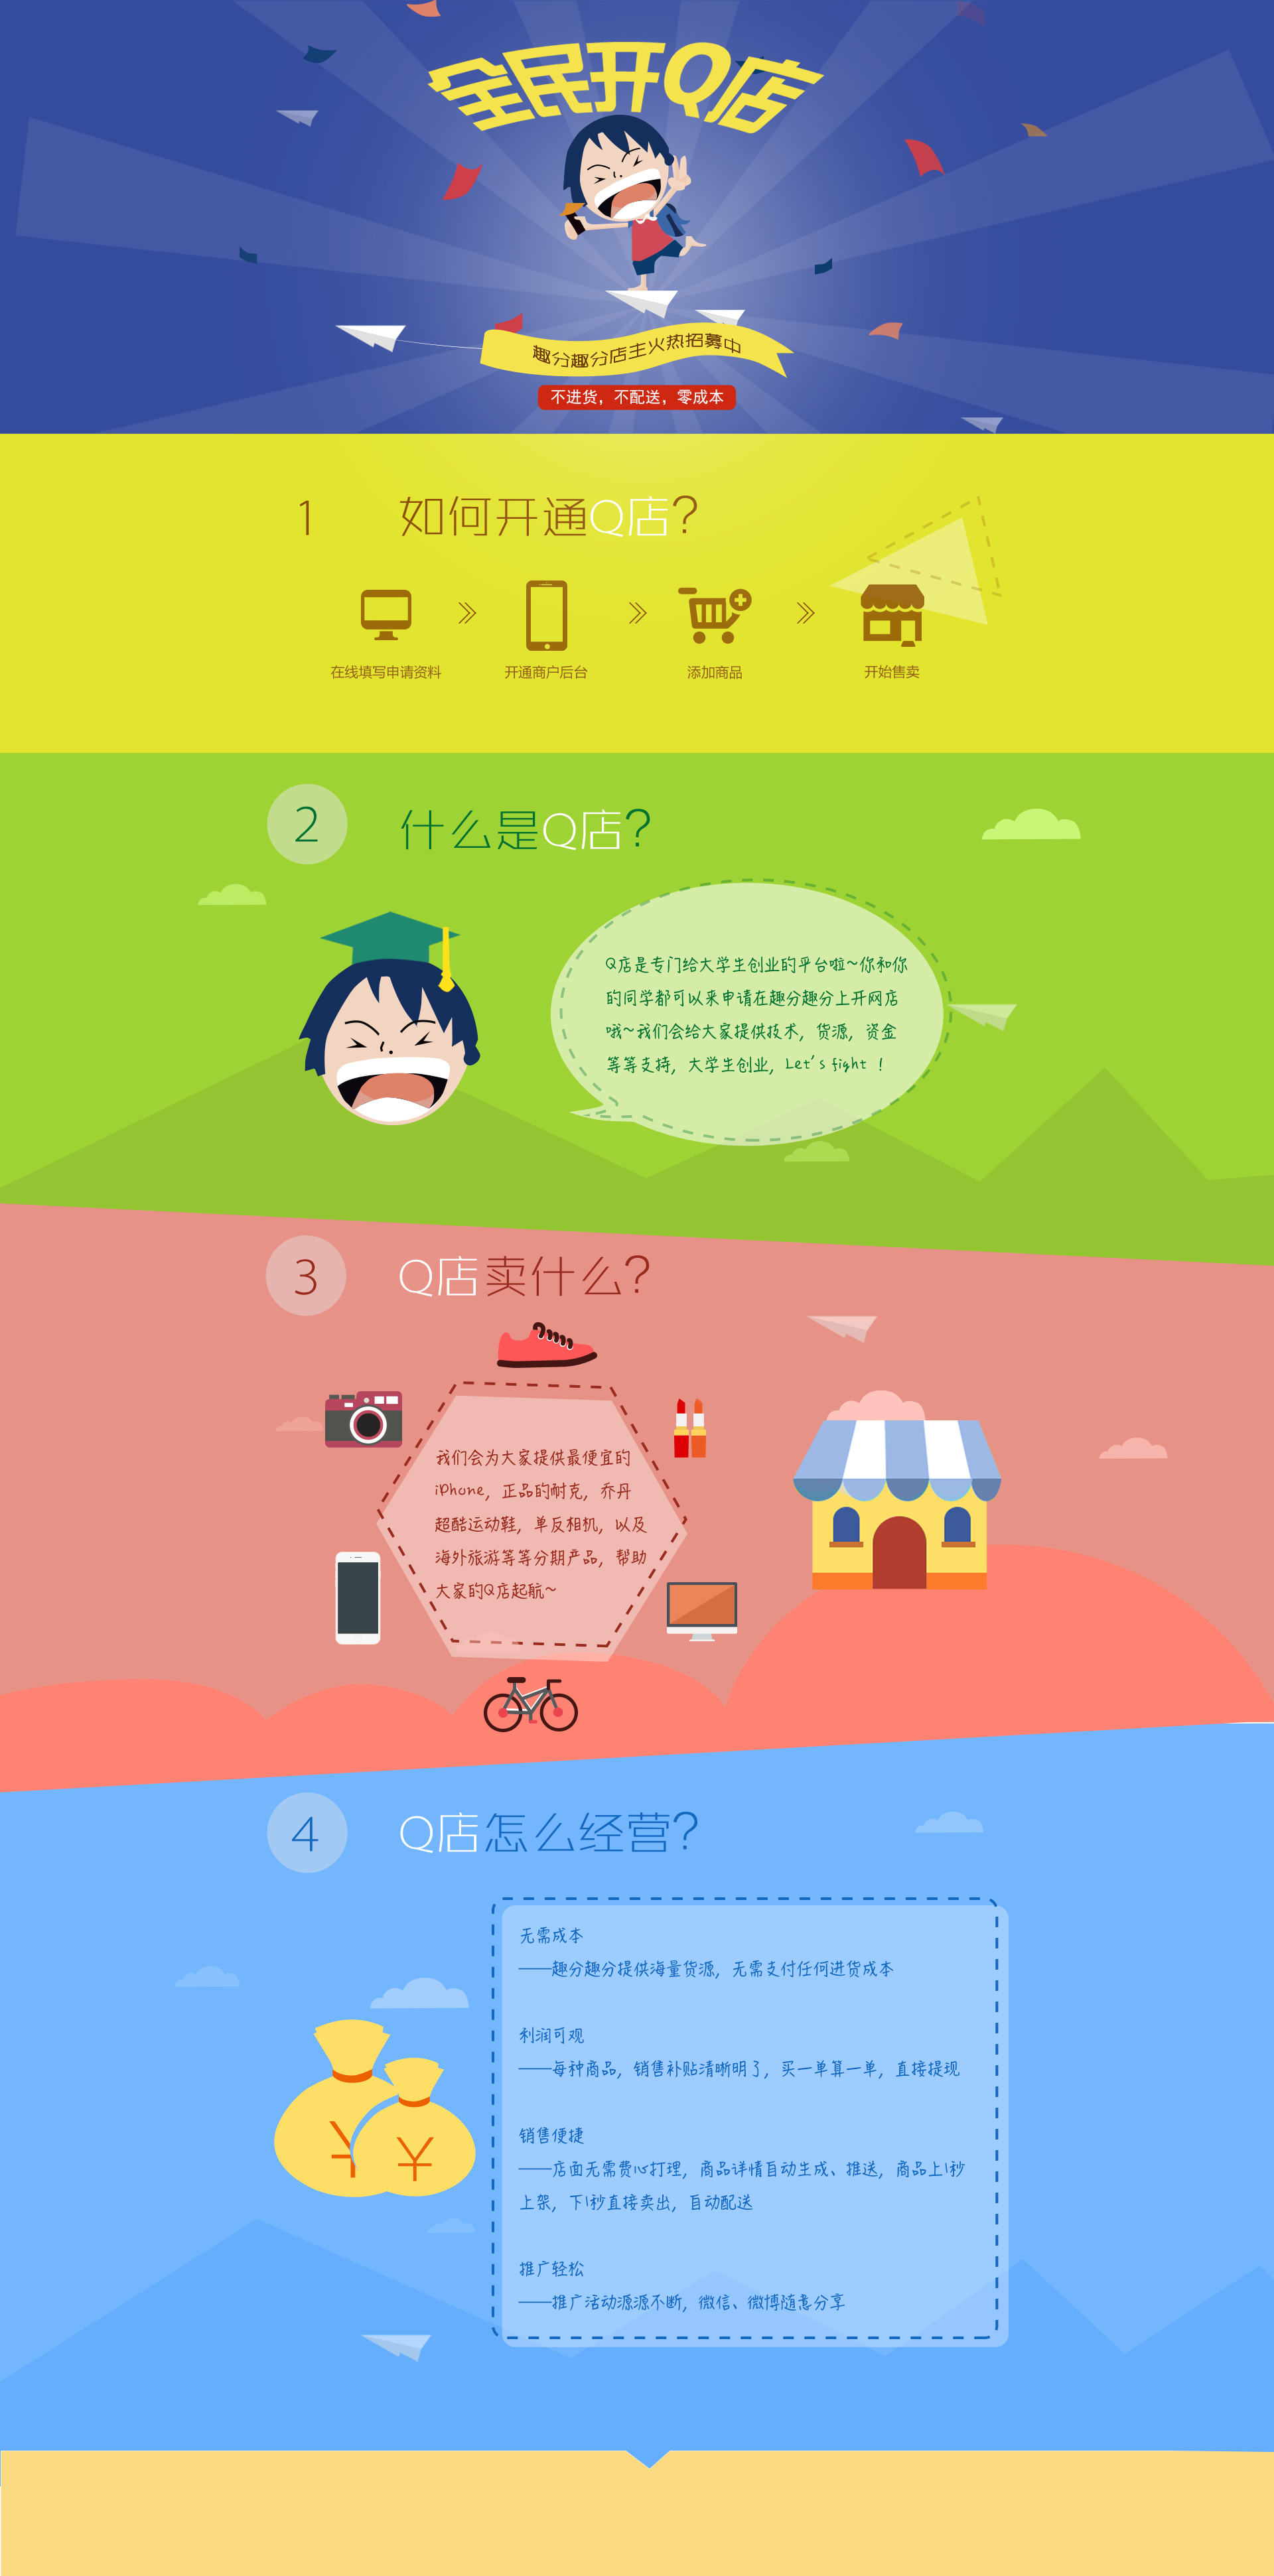 全民开Q店
趣分趣分店主火热招募中
不进货，不配送，零成本
1
如何开通Q店？
在线填写申请资料
开通商户后台
添加商品
开始售卖
2
什么是Q店？
Q店是专门给大学生创业的平台啦~你和你
的同学都可以来申请在趣分趣分上开网店
哦~我们会给大家提供技术，货源，资金
等等支持，大学生创业，Let's fight ！
3
Q店卖什么？
我们会为大家提供最便宜的
iPhone，正品的耐克，乔丹
超酷运动鞋，单反相机，以及
海外旅游等等分期产品，帮助
大家的Q店起航~
4
Q店怎么经营？
¥
¥
无需成本
——趣分趣分提供海量货源，无需支付任何进货成本
利润可观
——每种商品，销售补贴清晰明了，买一单算一单，直接提现
销售便捷
——店面无需费心打理，商品详情自动生成、推送，商品上1秒
上架，下1秒直接卖出，自动配送
推广轻松
——推广活动源源不断，微信、微博随意分享